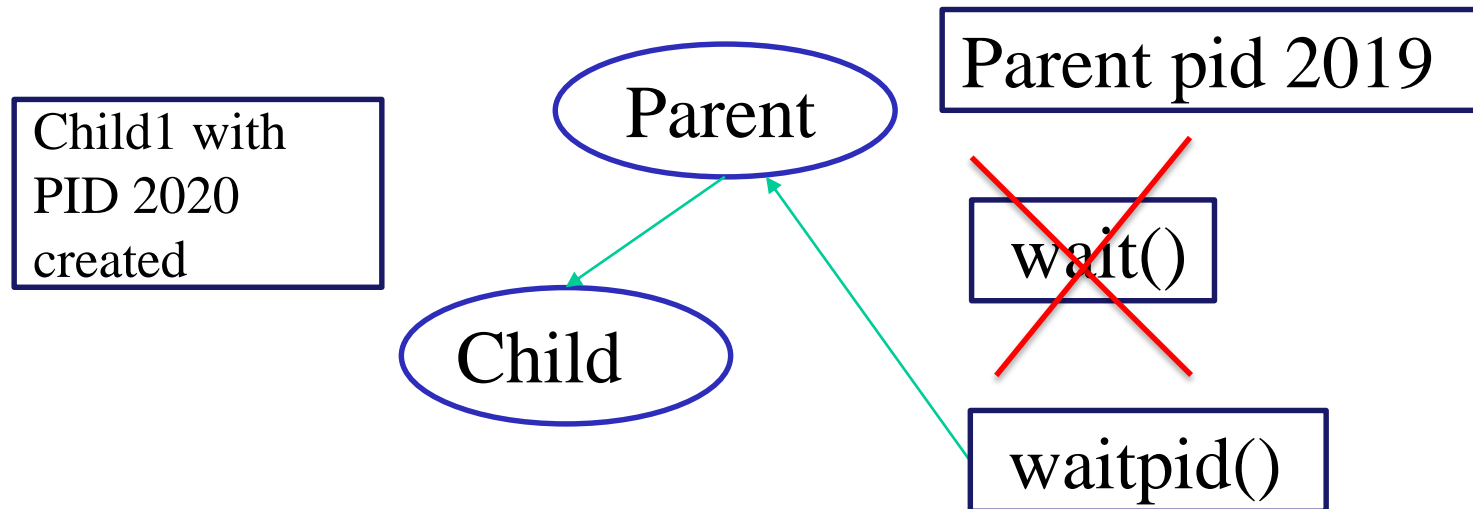 Parent pid 2019
Parent
Child1 with
PID 2020
created
wait()
Child
waitpid()